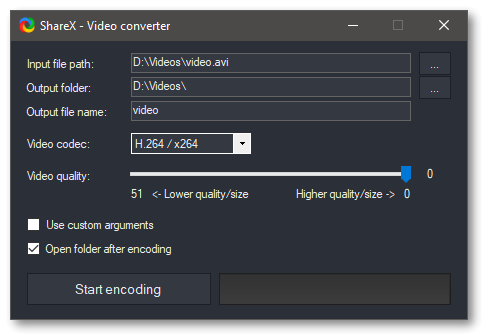 ShareX - Video converter
Input file path: D:\Videos\video.avi ...
Output folder: D:\Videos\ ...
Output file name: video
Video codec: H.264 / x264
Video quality: 0
51 <- Lower quality/size Higher quality/size -> 0
Use custom arguments
Open folder after encoding
Start encoding